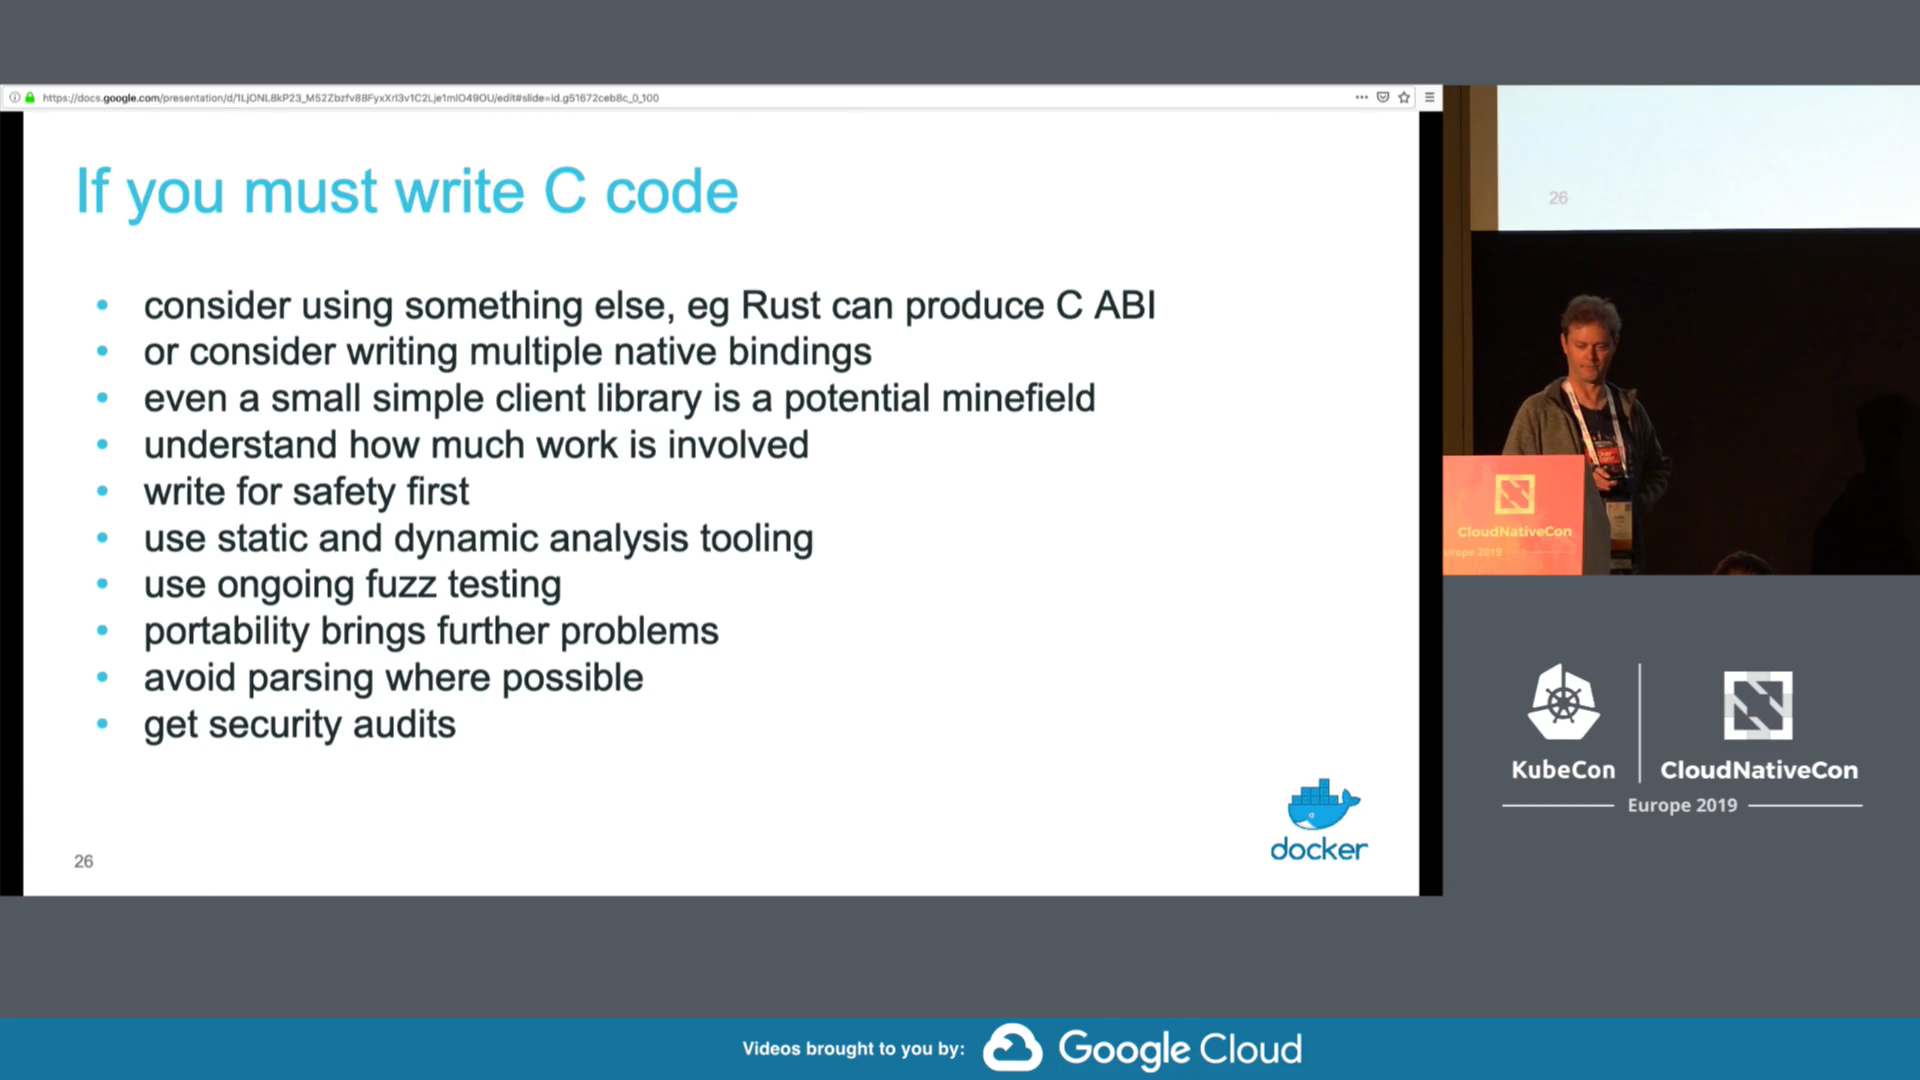 https://docs.google.com/presentation/d/1LjONL8kP23_M52Zbzfv88FyxXrI3v1C2Lje1mIO49OU/edit#slide=id.g51672ceb8c_0_100
If you must write C code
• consider using something else, eg Rust can produce C ABI
• or consider writing multiple native bindings
• even a small simple client library is a potential minefield
• understand how much work is involved
• write for safety first
• use static and dynamic analysis tooling
• use ongoing fuzz testing
• portability brings further problems
• avoid parsing where possible
• get security audits
26
docker
26
CloudNativeCon
urope 2019
KubeCon
CloudNativeCon
Europe 2019
Videos brought to you by:
Google Cloud